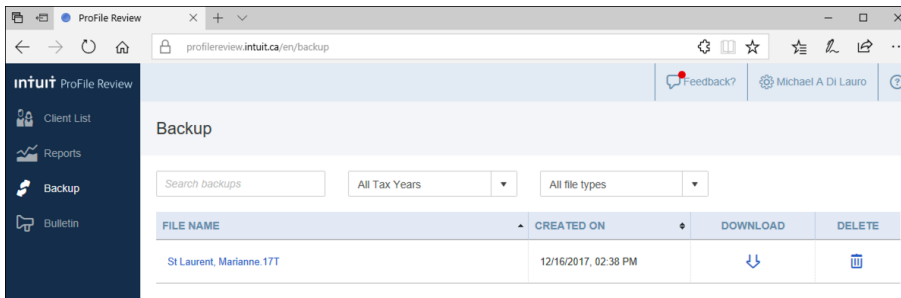 ProFile Review
profilereview.intuit.ca/en/backup
ıntuıt ProFile Review
Feedback?
Michael A Di Lauro
?
Client List
Reports
Backup
Bulletin
Backup
Search backups
All Tax Years
All file types
FILE NAME
CREATED ON
DOWNLOAD
DELETE
St Laurent, Marianne.17T
12/16/2017, 02:38 PM